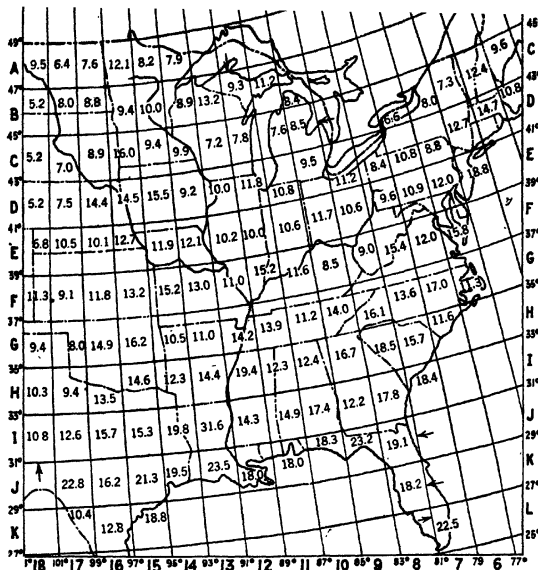 49° 45°
A 9.5 6.4 7.6 12.1 8.2 7.9 9.6 C
47° 9.3 11.2 12.4
B 5.2 8.0 8.8 9.4 10.0 8.9 13.2 8.4 7.3 10.8 D
45° 7.6 8.5 6.6 8.0 14.7
C 5.2 7.0 8.9 16.0 9.4 9.9 7.2 7.8 9.5 12.7 E
43° 10.0 11.8 11.2 8.4 10.8 8.8 18.8 39°
D 5.2 7.5 14.4 14.5 15.5 9.2 10.8 9.6 10.9 12.0 F
41° 10.2 10.0 10.6 11.7 10.6 5.8 37°
E 6.8 10.5 10.1 12.7 11.9 12.1 9.0 15.4 12.0 G
39° 15.2 11.6 8.5 35°
F 11.3 9.1 11.8 13.2 15.2 13.0 11.0 13.6 17.0 H
37° 14.2 13.9 11.2 14.0 16.1 11.6 33°
G 9.4 8.0 14.9 16.2 10.5 11.0 18.5 15.7 I
35° 14.6 12.3 14.4 19.4 12.3 12.4 16.7 31°
H 10.3 9.4 13.5 17.8 18.4 J
33° 14.3 14.9 17.4 12.2 29°
I 10.8 12.6 15.7 15.3 19.8 31.6 18.3 23.2 19.1 K
31° 18.0 18.0
J 22.8 16.2 21.3 19.5 23.5 18.2 27° L
29° 10.4 18.8 22.5
K 12.8 25°
27°
1° 18 101° 17 99° 16 97° 15 95° 14 93° 13 91° 12 89° 11 87° 10 85° 9 83° 8 81° 7 79° 6 77°